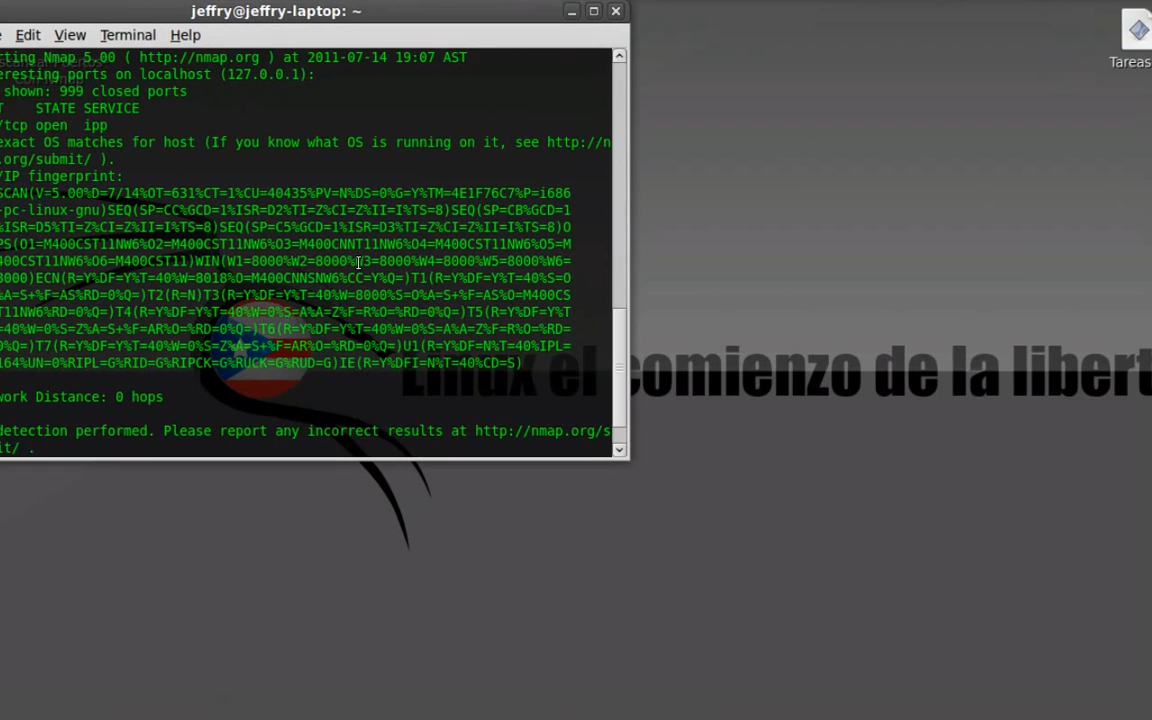 jeffry@jeffry-laptop: ~
Edit View Terminal Help
rting Nmap 5.00 ( http://nmap.org ) at 2011-07-14 19:07 AST
eresting ports on localhost (127.0.0.1):
shown: 999 closed ports
T STATE SERVICE
/tcp open ipp
exact OS matches for host (If you know what OS is running on it, see http://n
.org/submit/ ).
/IP fingerprint:
SCAN(V=5.00%D=7/14%OT=631%CT=1%CU=40435%PV=N%DS=0%G=Y%TM=4E1F76C7%P=i686
-pc-linux-gnu)SEQ(SP=CC%GCD=1%ISR=D2%TI=Z%CI=Z%II=I%TS=8)SEQ(SP=CB%GCD=1
%ISR=D5%TI=Z%CI=Z%II=I%TS=8)SEQ(SP=C5%GCD=1%ISR=D3%TI=Z%CI=Z%II=I%TS=8)O
PS(O1=M400CST11NW6%O2=M400CST11NW6%O3=M400CNNT11NW6%O4=M400CST11NW6%O5=M
400CST11NW6%O6=M400CST11)WIN(W1=8000%W2=8000%W3=8000%W4=8000%W5=8000%W6=
8000)ECN(R=Y%DF=Y%T=40%W=8018%O=M400CNNSNW6%CC=Y%Q=)T1(R=Y%DF=Y%T=40%S=O
%A=S+%F=AS%RD=0%Q=)T2(R=N)T3(R=Y%DF=Y%T=40%W=8000%S=O%A=S+%F=AS%O=M400CS
T11NW6%RD=0%Q=)T4(R=Y%DF=Y%T=40%W=0%S=A%A=Z%F=R%O=%RD=0%Q=)T5(R=Y%DF=Y%T
=40%W=0%S=Z%A=S+%F=AR%O=%RD=0%Q=)T6(R=Y%DF=Y%T=40%W=0%S=A%A=Z%F=R%O=%RD=
0%Q=)T7(R=Y%DF=Y%T=40%W=0%S=Z%A=S+%F=AR%O=%RD=0%Q=)U1(R=Y%DF=N%T=40%IPL=
164%UN=0%RIPL=G%RID=G%RIPCK=G%RUCK=G%RUD=G)IE(R=Y%DFI=N%T=40%CD=S)
work Distance: 0 hops
detection performed. Please report any incorrect results at http://nmap.org/s
it/ .
Linux el comienzo de la libert
Tareas